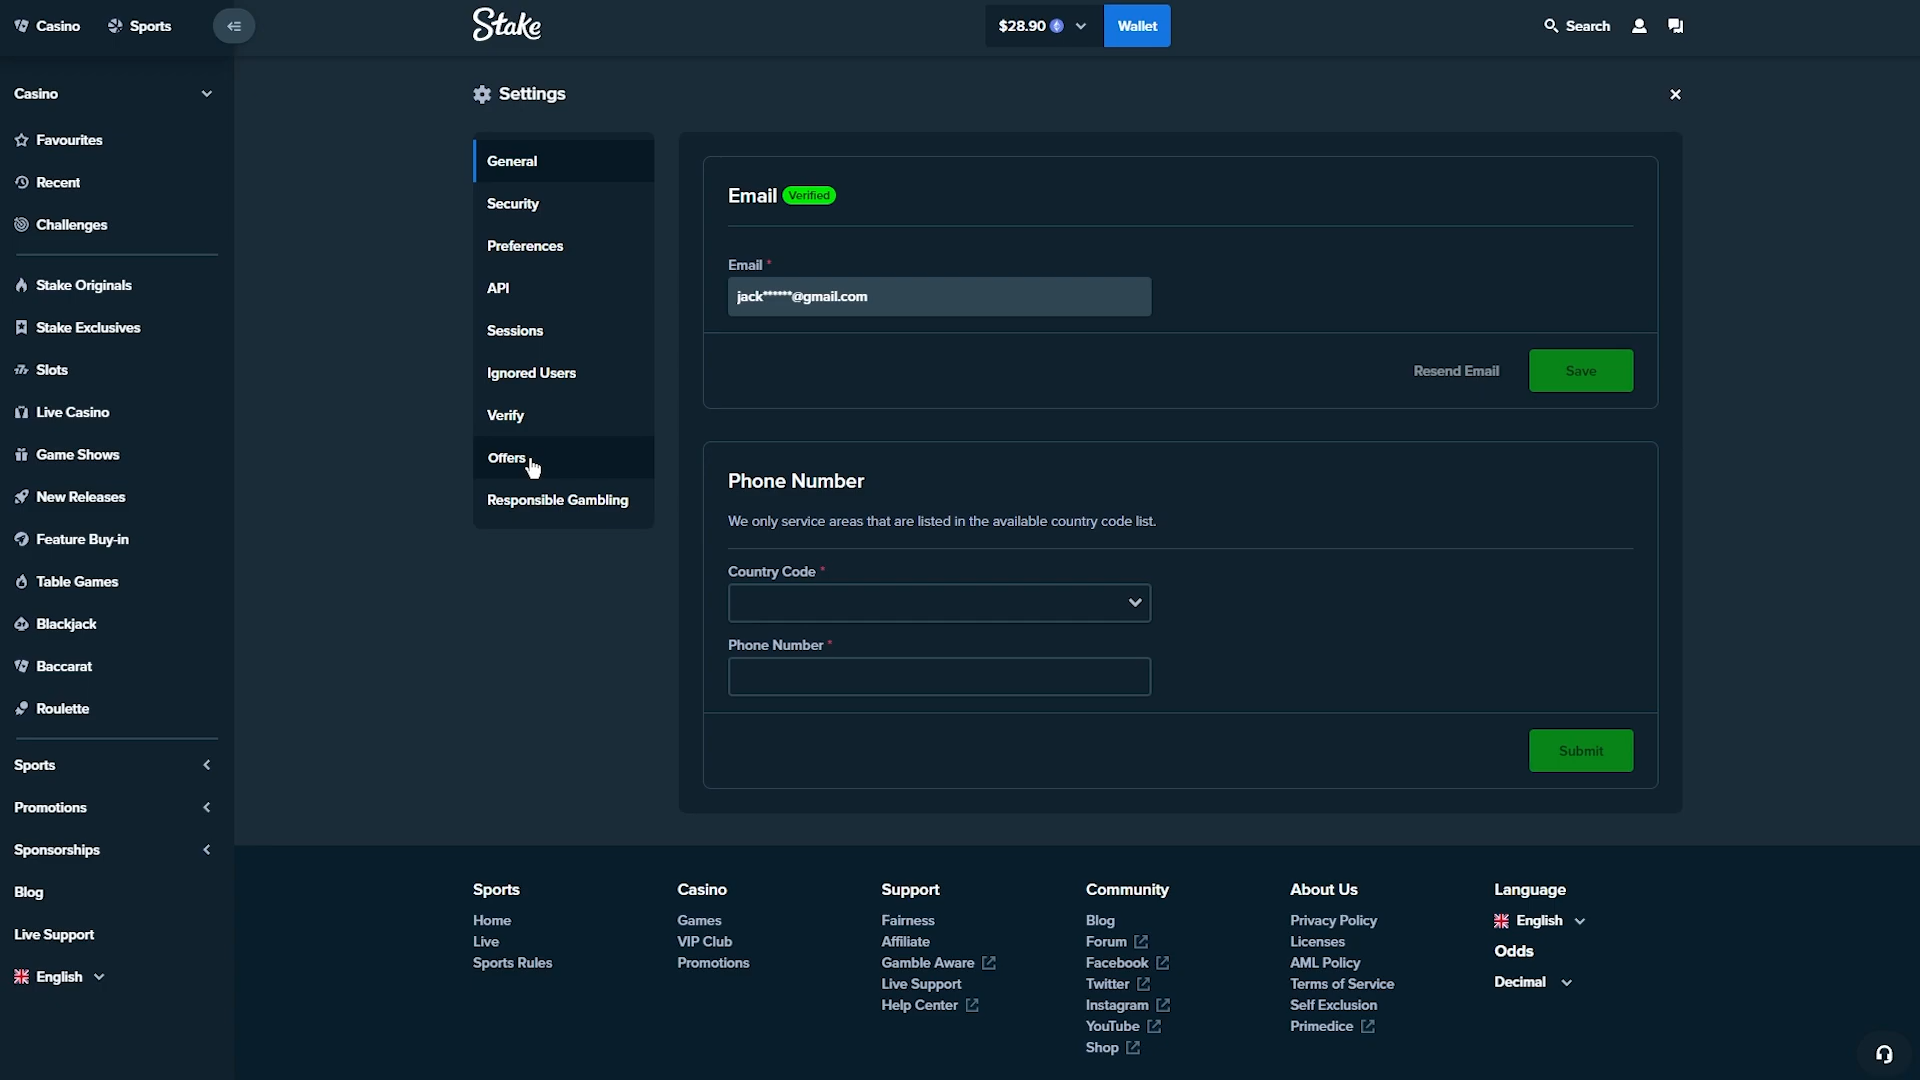 Casino
Sports
Stake
$28.90
Wallet
Search
Casino
Favourites
Recent
Challenges
Stake Originals
Stake Exclusives
Slots
Live Casino
Game Shows
New Releases
Feature Buy-in
Table Games
Blackjack
Baccarat
Roulette
Sports
Promotions
Sponsorships
Blog
Live Support
English
Settings
General
Security
Preferences
API
Sessions
Ignored Users
Verify
Offers
Responsible Gambling
Email Verified
Email *
jack******@gmail.com
Resend Email
Save
Phone Number
We only service areas that are listed in the available country code list.
Country Code *
Phone Number *
Submit
Sports
Home
Live
Sports Rules
Casino
Games
VIP Club
Promotions
Support
Fairness
Affiliate
Gamble Aware
Live Support
Help Center
Community
Blog
Forum
Facebook
Twitter
Instagram
YouTube
Shop
About Us
Privacy Policy
Licenses
AML Policy
Terms of Service
Self Exclusion
Primedice
Language
English
Odds
Decimal